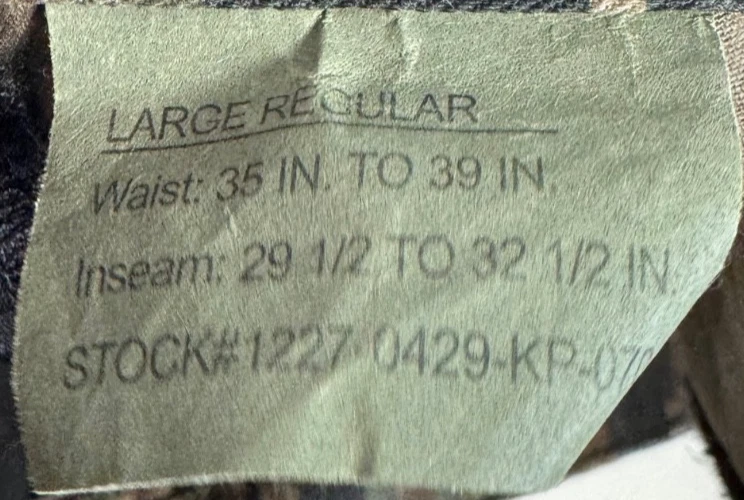 LARGE REGULAR
Waist: 35 IN. TO 39 IN.
Inseam: 29 1/2 TO 32 1/2 IN.
STOCK#1227-0429-KP-07